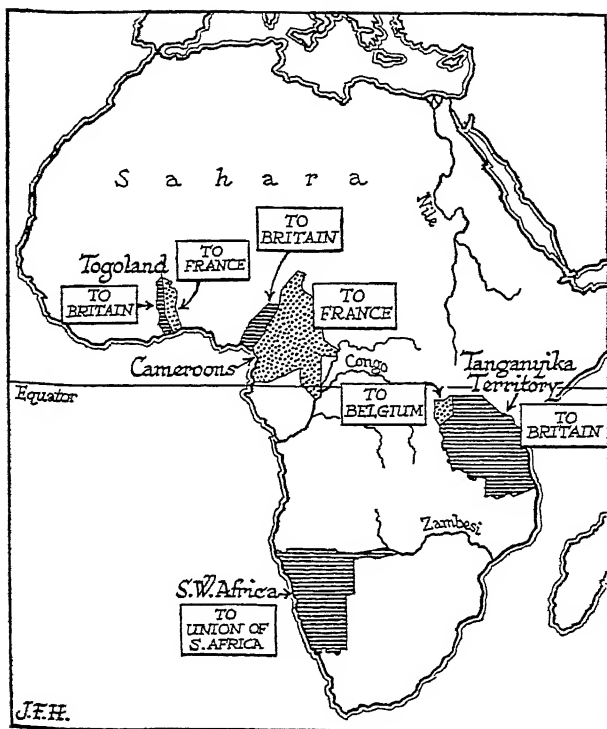 Sahara
Nile
TO
BRITAIN
Togoland
TO
FRANCE
TO
BRITAIN
TO
FRANCE
Cameroons
Congo
Tanganyika
Territory
Equator
TO
BELGIUM
TO
BRITAIN
Zambesi
S.W. Africa
TO
UNION OF
S. AFRICA
J.F.H.